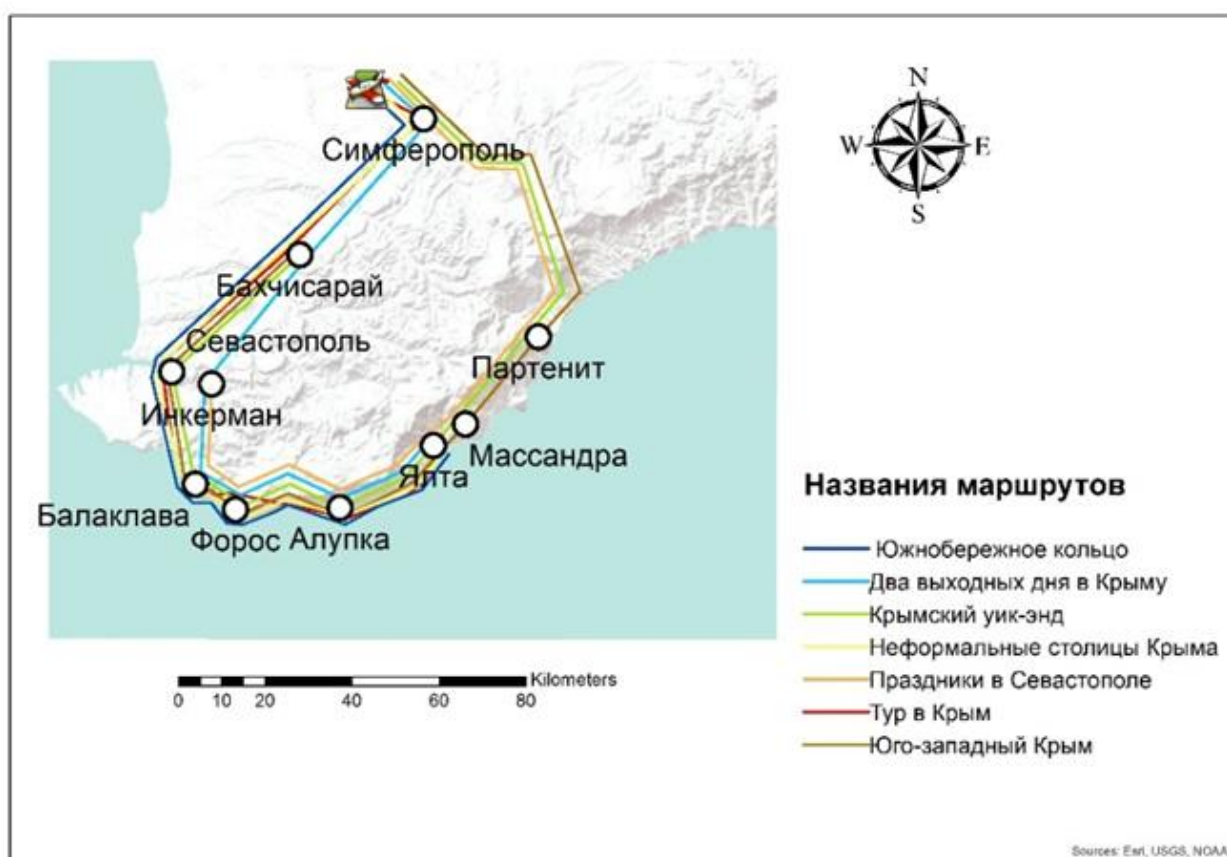 N
W E
S
Симферополь
Бахчисарай
Севастополь
Инкерман
Партенит
Массандра
Ялта
Балаклава
Форос Алупка
Названия маршрутов
Южнобережное кольцо
Два выходных дня в Крыму
Крымский уик-энд
Неформальные столицы Крыма
Праздники в Севастополе
Тур в Крым
Юго-западный Крым
Kilometers
0 10 20 40 60 80
Sources: Esri, USGS, NOAA